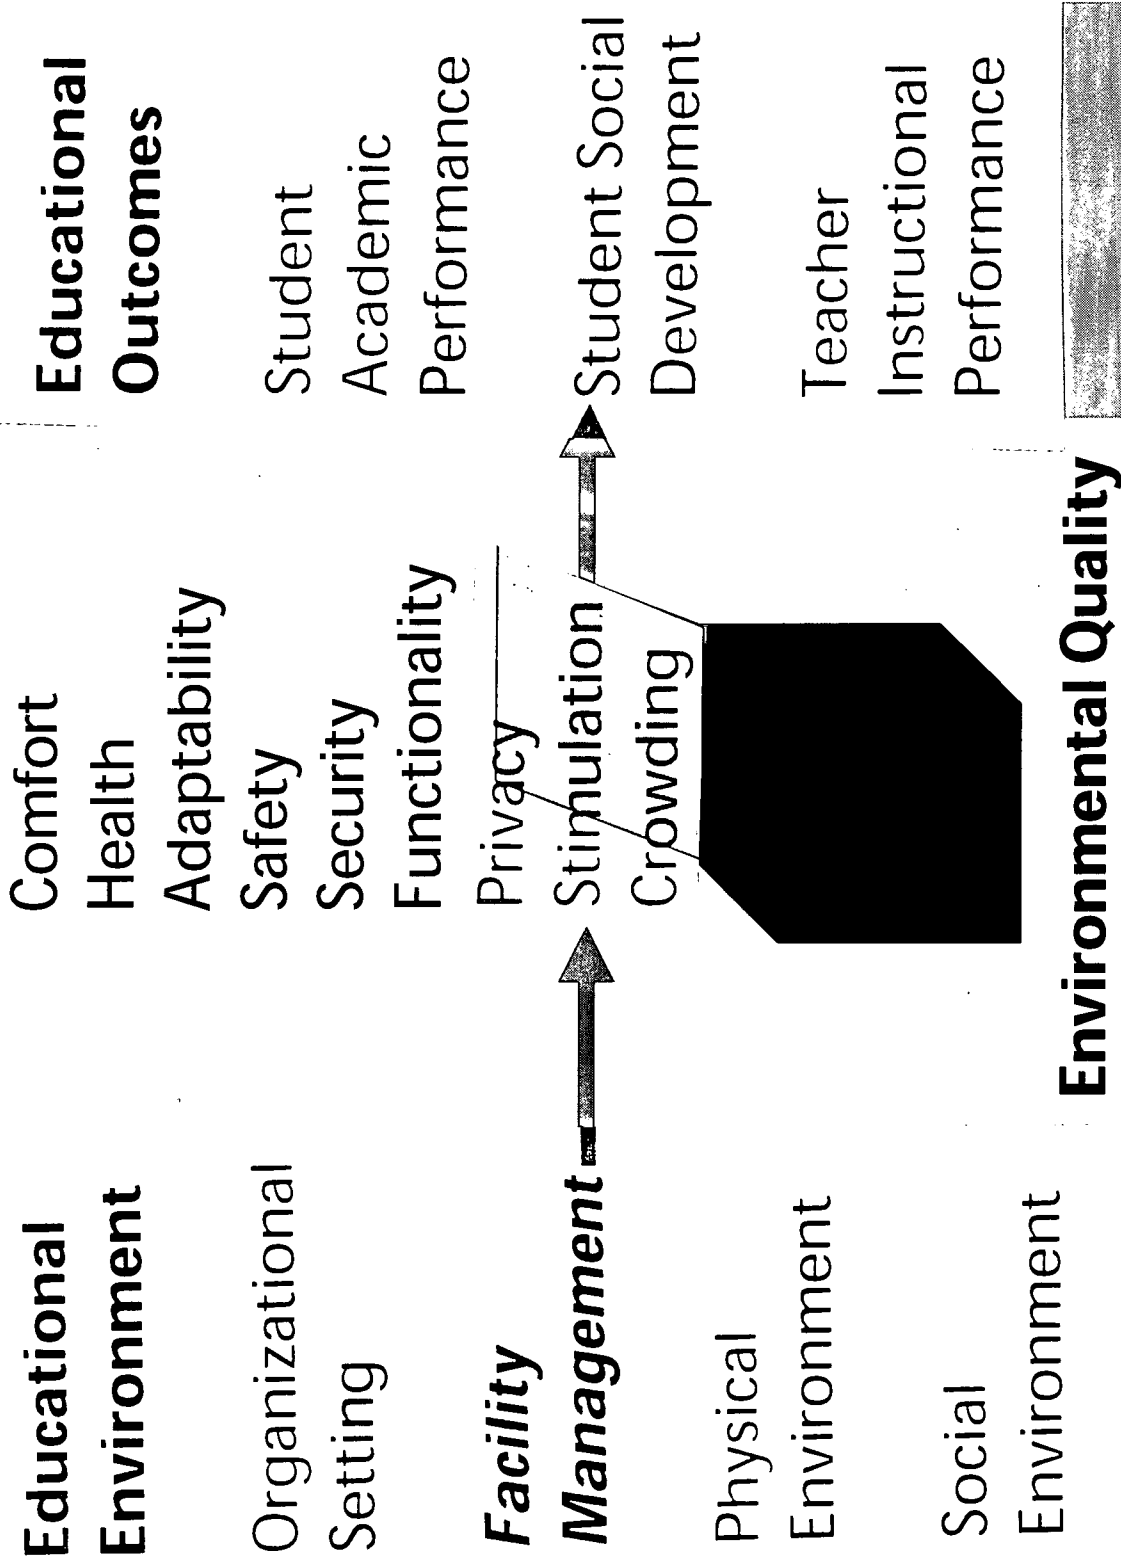 Educational
Environment
Organizational
Setting
Facility
Management
Physical
Environment
Social
Environment
Comfort
Health
Adaptability
Safety
Security
Functionality
Privacy
Stimulation
Crowding
Environmental Quality
Educational
Outcomes
Student
Academic
Performance
Student Social
Development
Teacher
Instructional
Performance